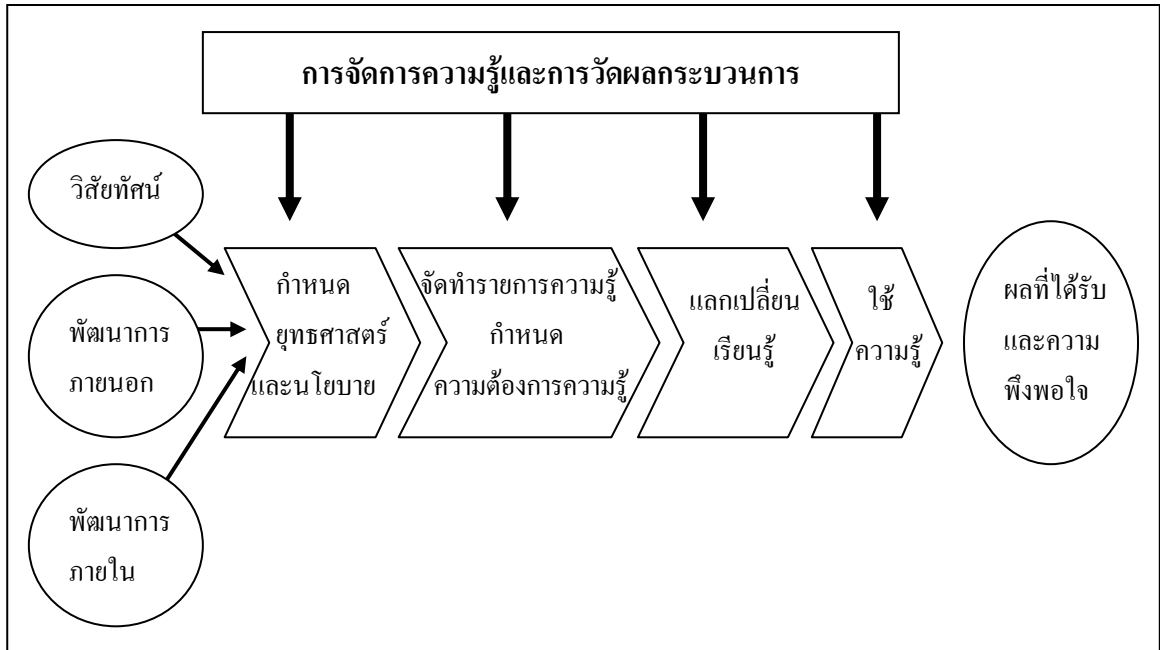 การจัดการความรู้และการวัดผลกระบวนการ
วิสัยทัศน์
พัฒนาการ
ภายนอก
พัฒนาการ
ภายใน
กำหนด
ยุทธศาสตร์
และนโยบาย
จัดทำรายการความรู้
กำหนด
ความต้องการความรู้
แลกเปลี่ยน
เรียนรู้
ใช้
ความรู้
ผลที่ได้รับ
และความ
พึงพอใจ